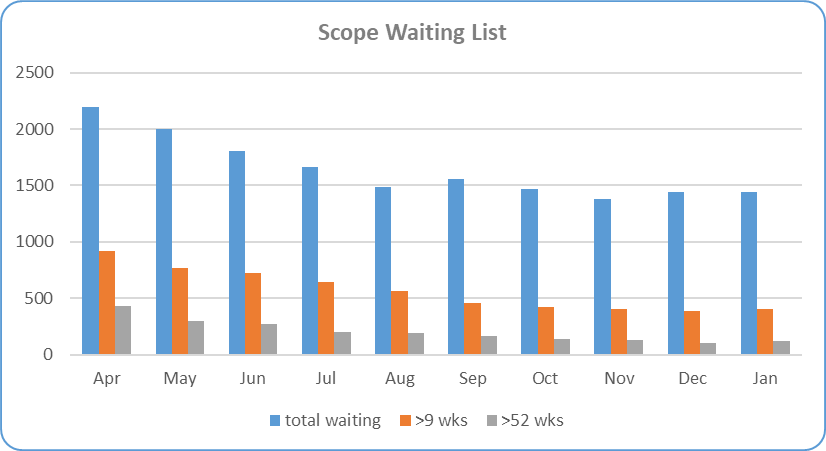 Scope Waiting List
2500
2000
1500
1000
500
0
Apr May Jun Jul Aug Sep Oct Nov Dec Jan
total waiting >9 wks >52 wks